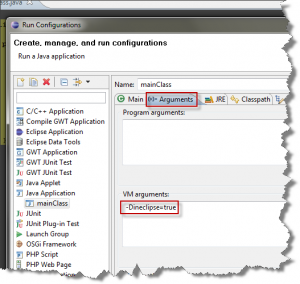 ss.java
Run Configurations
Create, manage, and run configurations
Run a Java application
Name: mainClass
Main
(x)= Arguments
JRE
Classpath
Program arguments:
C/C++ Application
Compile GWT Application
Eclipse Application
Eclipse Data Tools
GWT Application
GWT JUnit Test
GWT JUnit Test
Java Applet
Java Application
mainClass
JUnit
JUnit Plug-in Test
Launch Group
OSGi Framework
PHP Script
PHP Web Application
VM arguments:
-Dineclipse=true